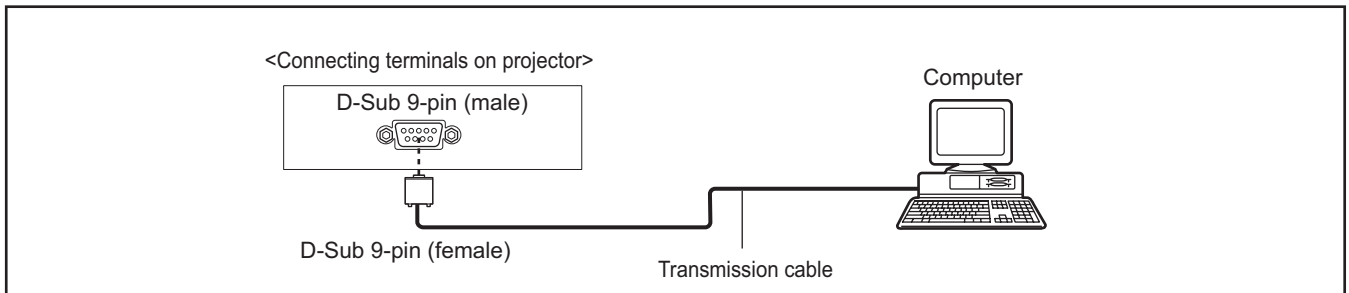 <Connecting terminals on projector>
D-Sub 9-pin (male)
Computer
D-Sub 9-pin (female)
Transmission cable